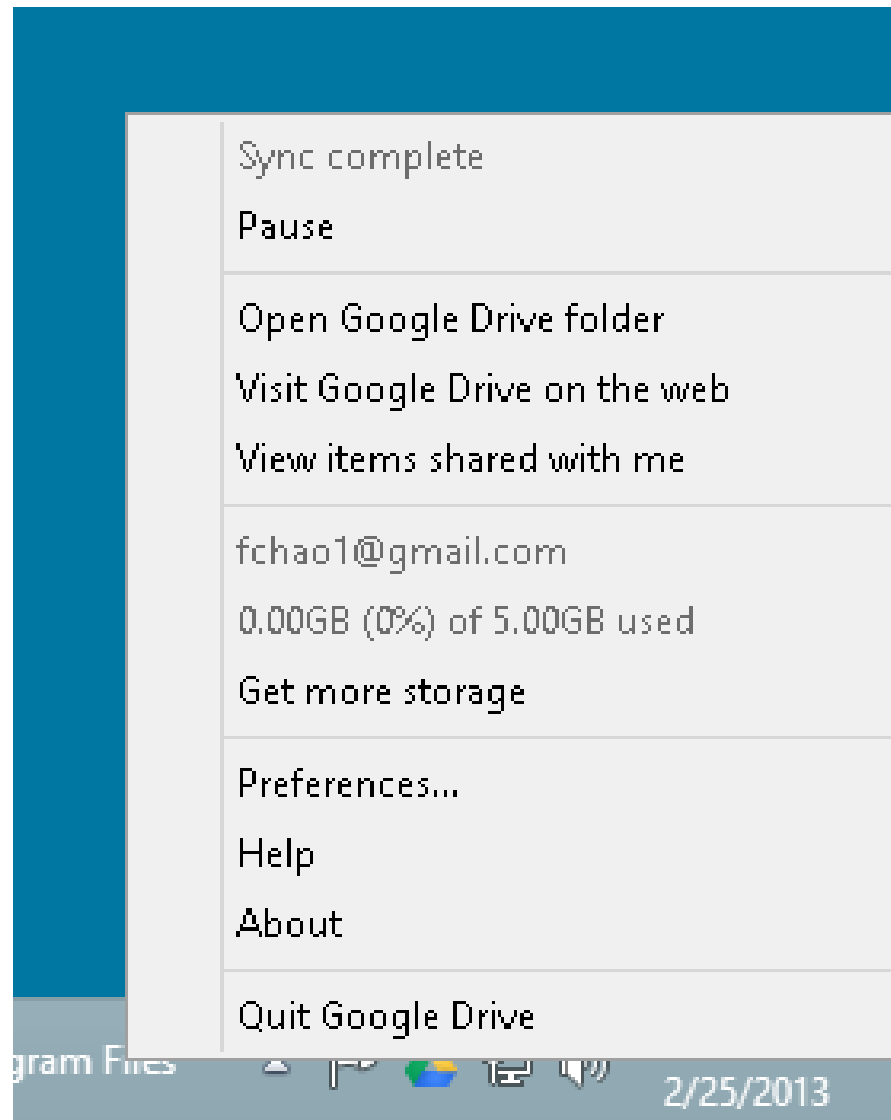 Sync complete
Pause
Open Google Drive folder
Visit Google Drive on the web
View items shared with me
fchao1@gmail.com
0.00GB (0%) of 5.00GB used
Get more storage
Preferences...
Help
About
Quit Google Drive
gram Files
2/25/2013